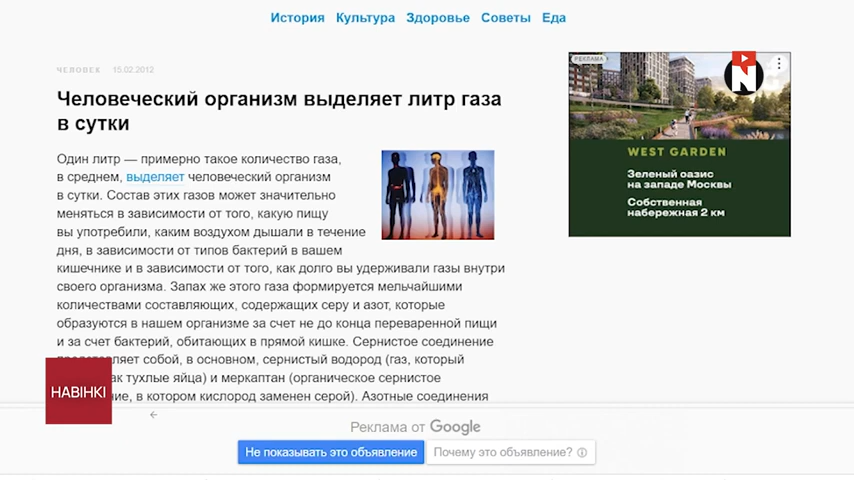 История Культура Здоровье Советы Еда
ЧЕЛОВЕК 15.02.2012
Человеческий организм выделяет литр газа
в сутки
Один литр — примерно такое количество газа,
в среднем, выделяет человеческий организм
в сутки. Состав этих газов может значительно
меняться в зависимости от того, какую пищу
вы употребили, каким воздухом дышали в течение
дня, в зависимости от типов бактерий в вашем
кишечнике и в зависимости от того, как долго вы удерживали газы внутри
своего организма. Запах же этого газа формируется мельчайшими
количествами составляющих, содержащих серу и азот, которые
образуются в нашем организме за счет не до конца переваренной пищи
и за счет бактерий, обитающих в прямой кишке. Сернистое соединение
собой, в основном, сернистый водород (газ, который
тухлые яйца) и меркаптан (органическое сернистое
в котором кислород заменен серой). Азотные соединения
РЕКЛАМА
N
WEST GARDEN
Зеленый оазис
на западе Москвы
Собственная
набережная 2 км
НАВІНКІ
Реклама от Google
Не показывать это объявление
Почему это объявление?